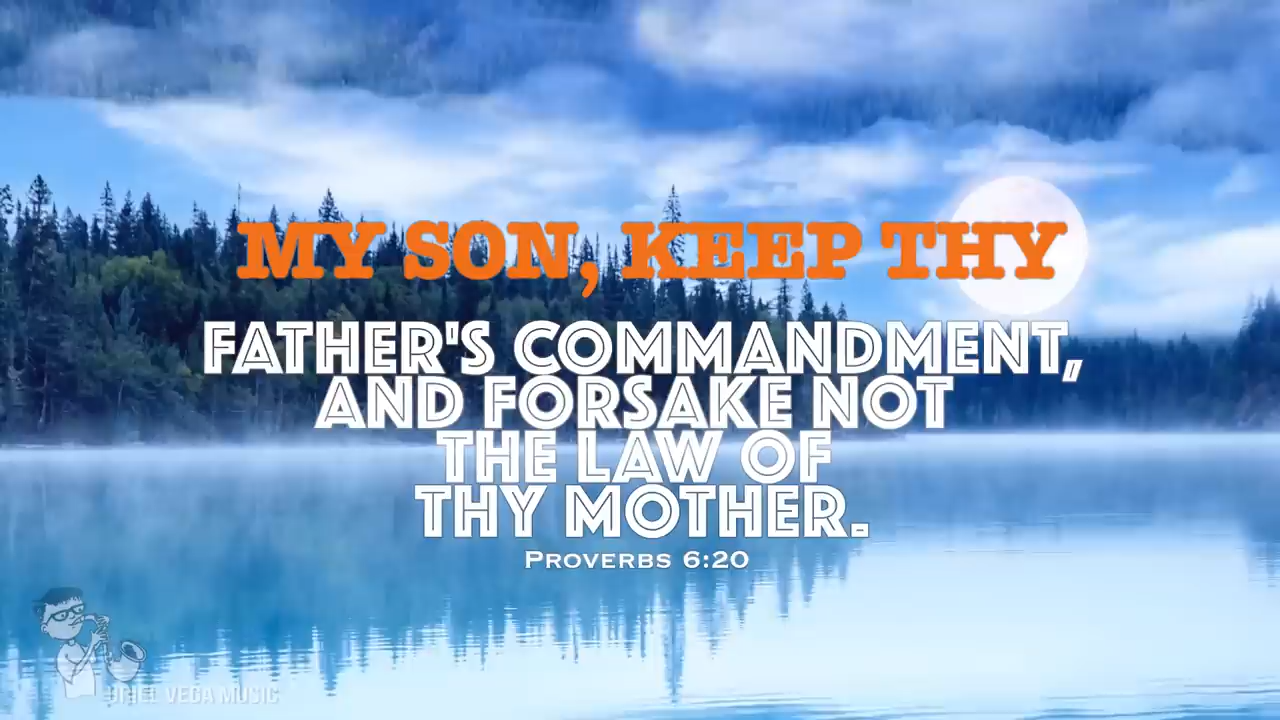 MY SON, KEEP THY
FATHER'S COMMANDMENT,
AND FORSAKE NOT
THE LAW OF
THY MOTHER.
PROVERBS 6:20
URIEL VEGA MUSIC